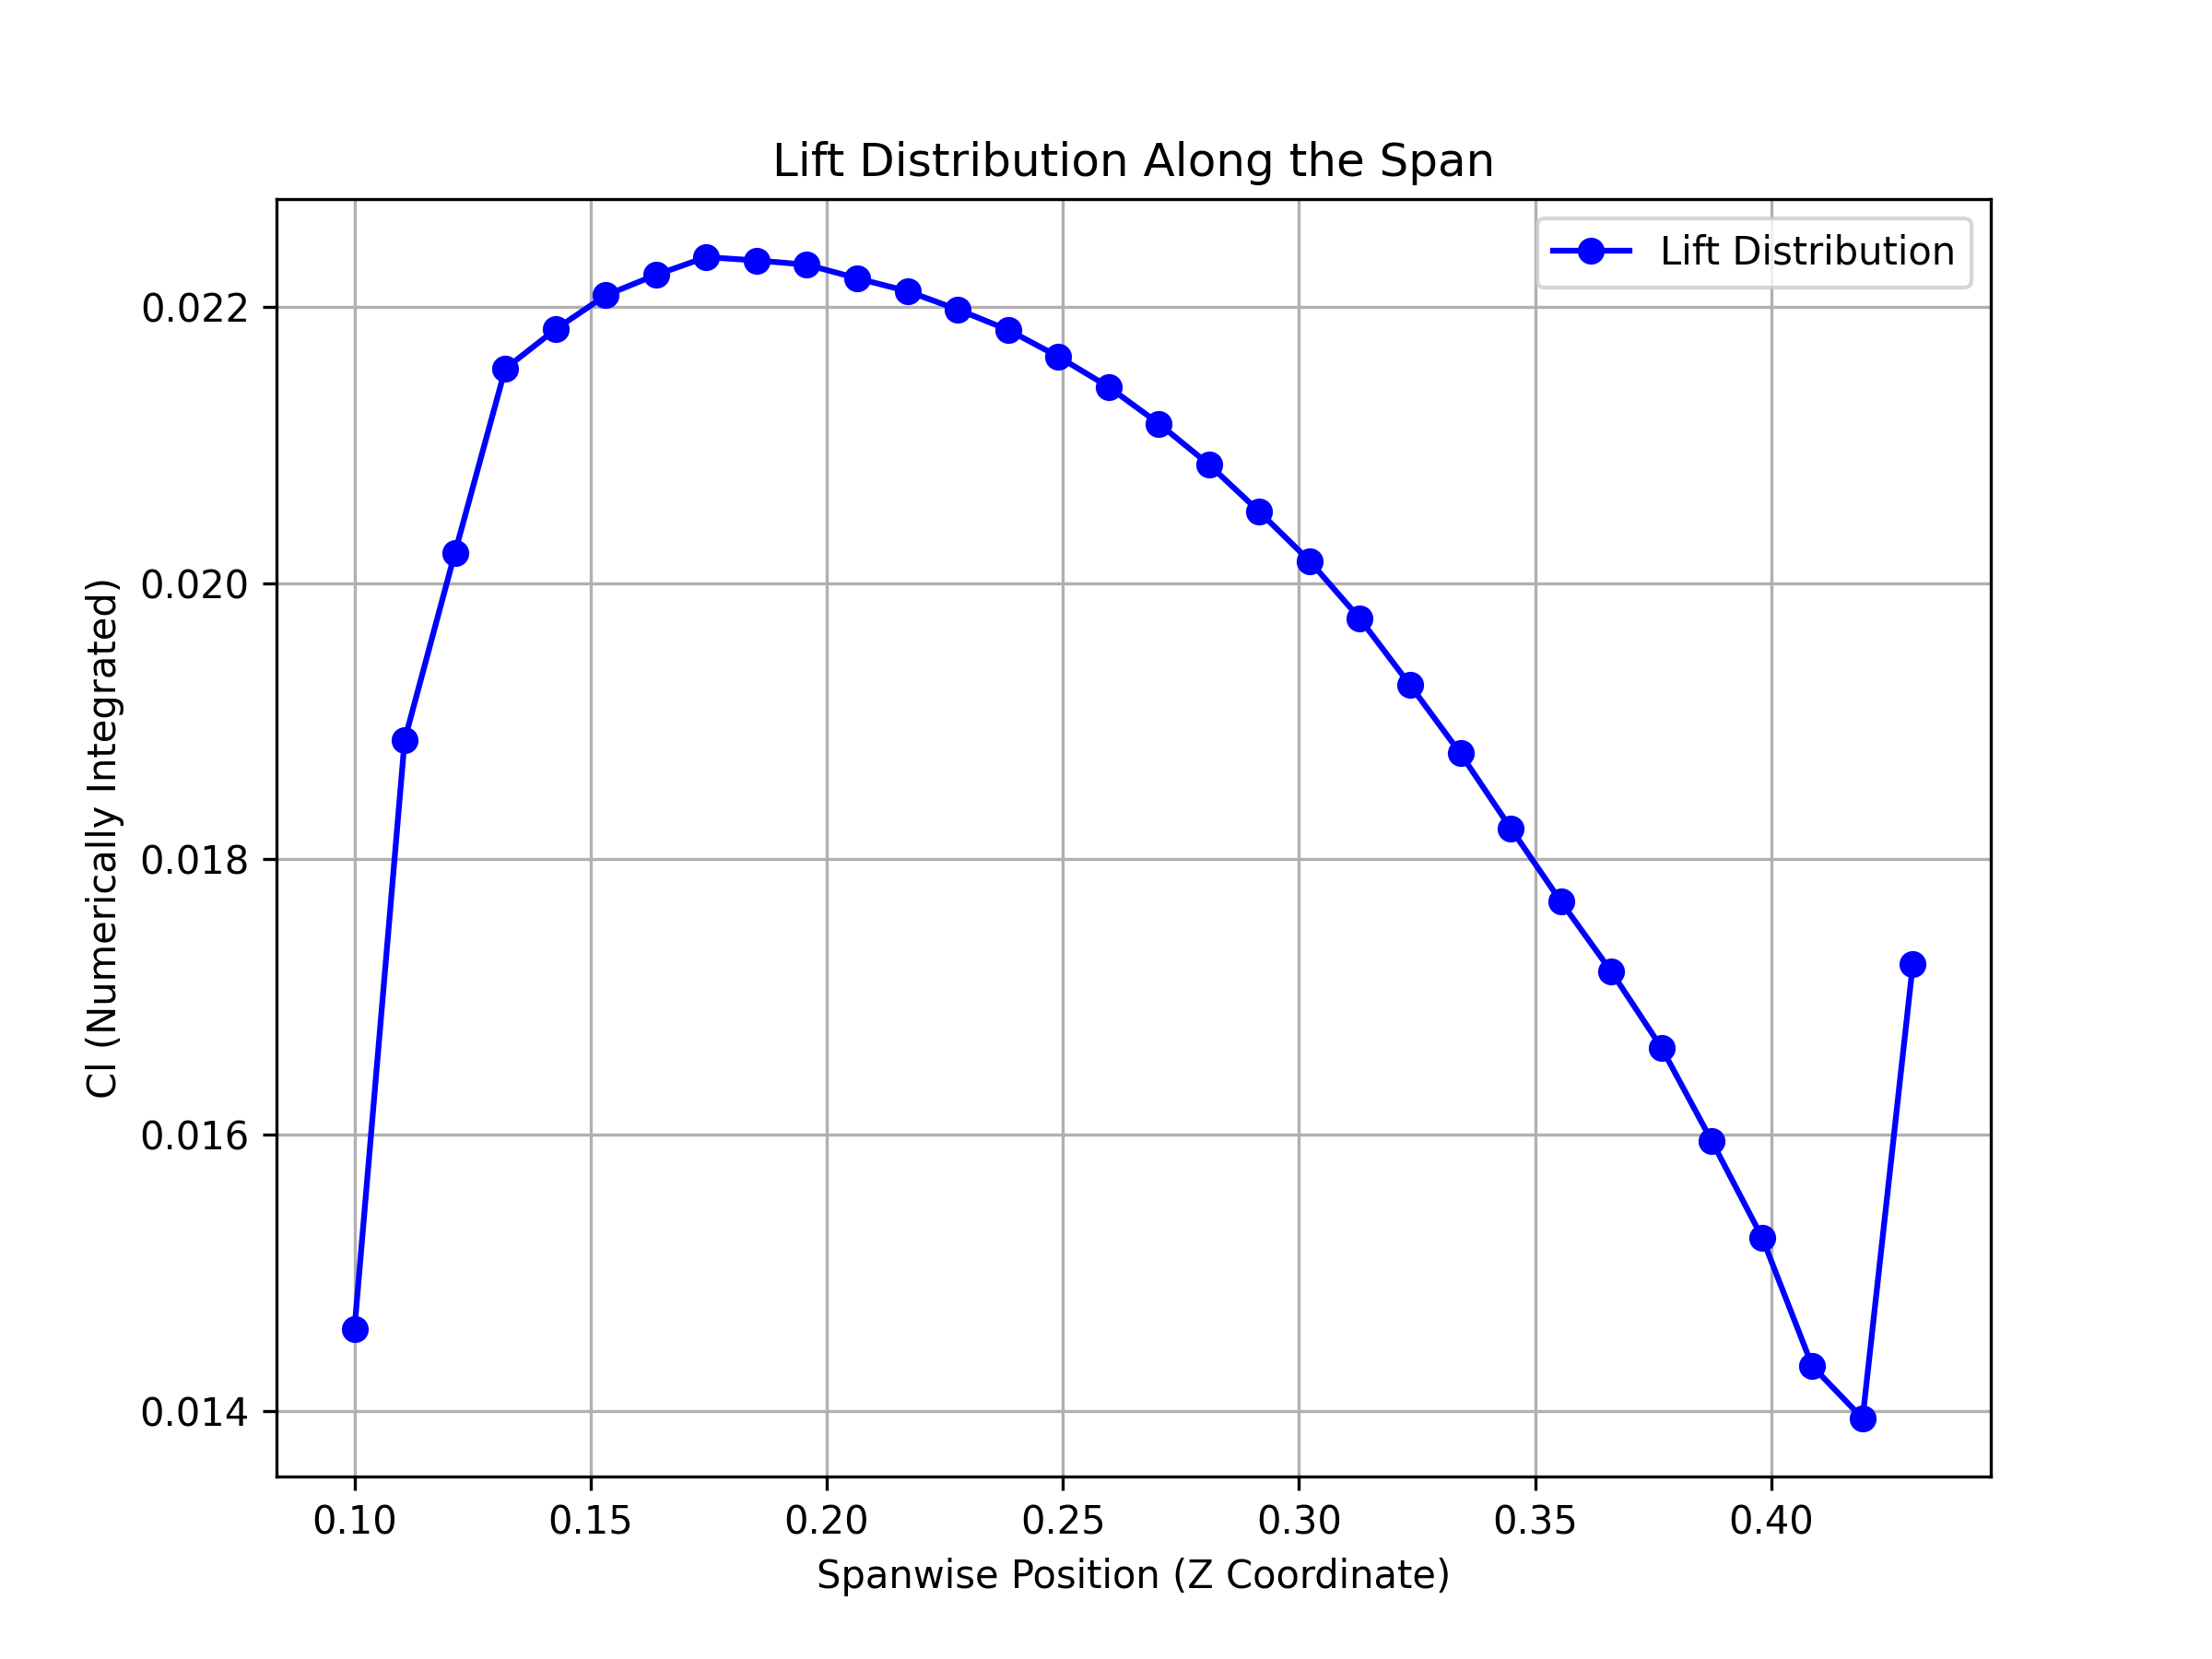 Lift Distribution Along the Span
Lift Distribution
0.022
0.020
0.018
0.016
0.014
Cl (Numerically Integrated)
0.10 0.15 0.20 0.25 0.30 0.35 0.40
Spanwise Position (Z Coordinate)